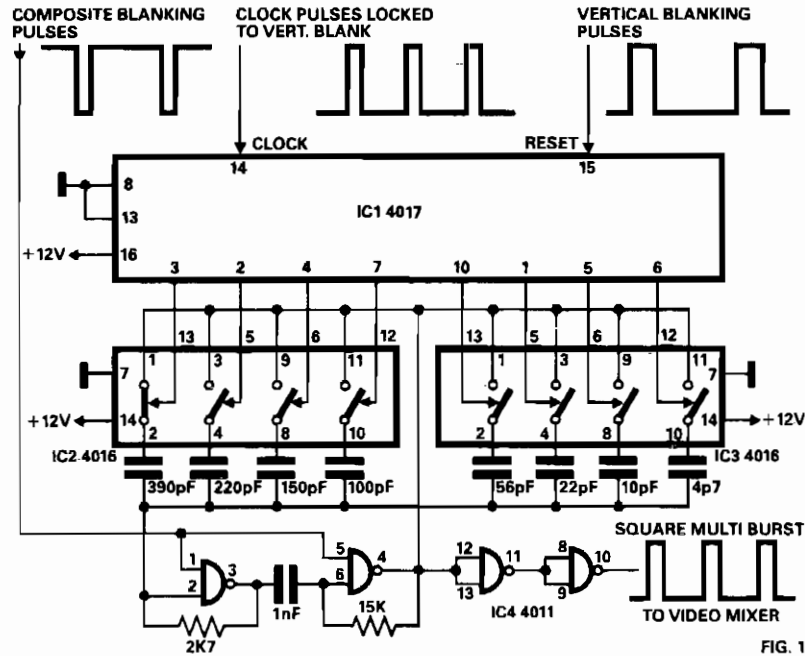 COMPOSITE BLANKING
PULSES
CLOCK PULSES LOCKED
TO VERT. BLANK
VERTICAL BLANKING
PULSES
CLOCK
RESET
14
15
8
13
16
+12V
IC1 4017
3
2
4
7
10
1
5
6
13
5
6
12
13
5
6
12
1
3
9
11
1
3
9
11
7
7
+12V
14
14
+12V
2
4
8
10
2
4
8
10
IC2 4016
IC3 4016
390pF
220pF
150pF
100pF
56pF
22pF
10pF
4p7
SQUARE MULTI BURST
1
2
3
5
6
4
12
13
11
8
9
10
1nF
15K
2K7
IC4 4011
TO VIDEO MIXER
FIG. 1